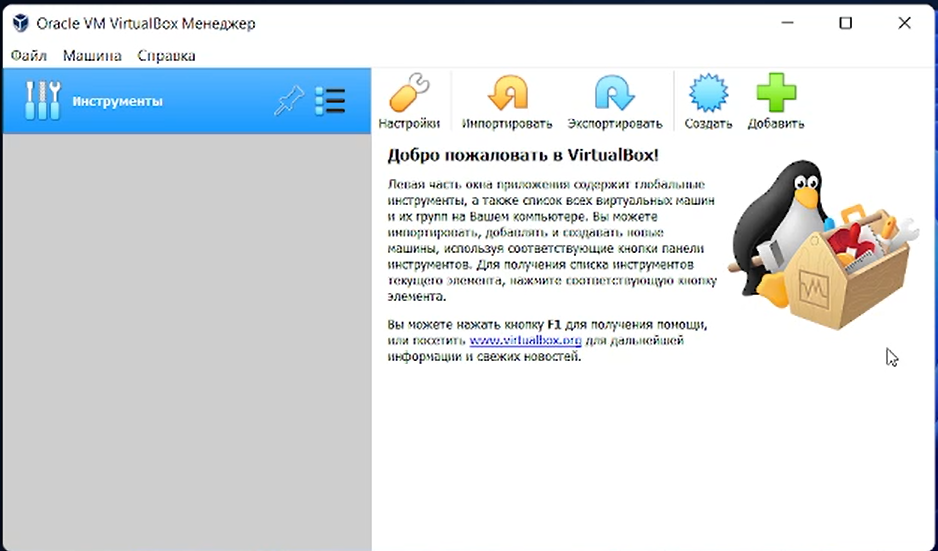 Oracle VM VirtualBox Менеджер
Файл Машина Справка
Инструменты
Настройки Импортировать Экспортировать Создать Добавить
Добро пожаловать в VirtualBox!
Левая часть окна приложения содержит глобальные
инструменты, а также список всех виртуальных машин
и их групп на Вашем компьютере. Вы можете
импортировать, добавлять и создавать новые
машины, используя соответствующие кнопки панели
инструментов. Для получения списка инструментов
текущего элемента, нажмите соответствующую кнопку
элемента.
Вы можете нажать кнопку F1 для получения помощи,
или посетить www.virtualbox.org для дальнейшей
информации и свежих новостей.